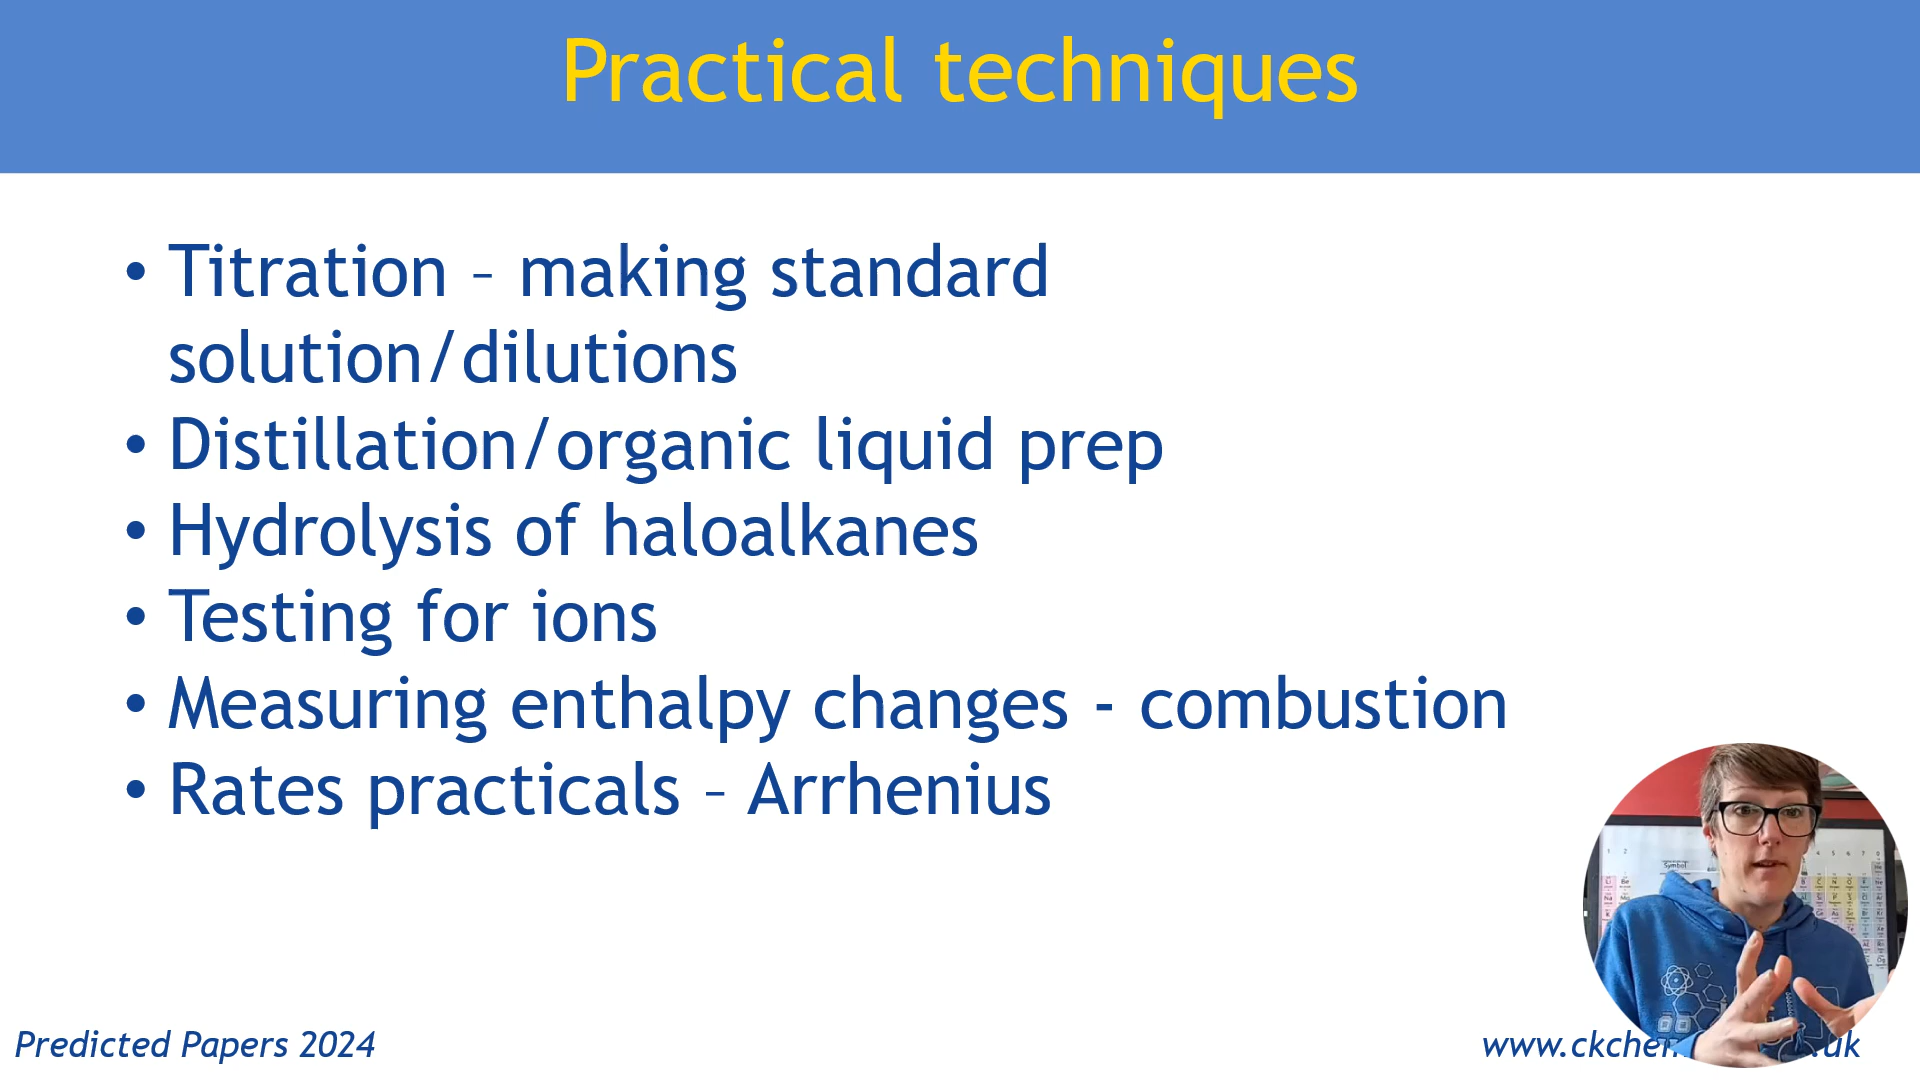 Practical techniques
• Titration – making standard
solution/dilutions
• Distillation/organic liquid prep
• Hydrolysis of haloalkanes
• Testing for ions
• Measuring enthalpy changes - combustion
• Rates practicals – Arrhenius
Symbol
Predicted Papers 2024